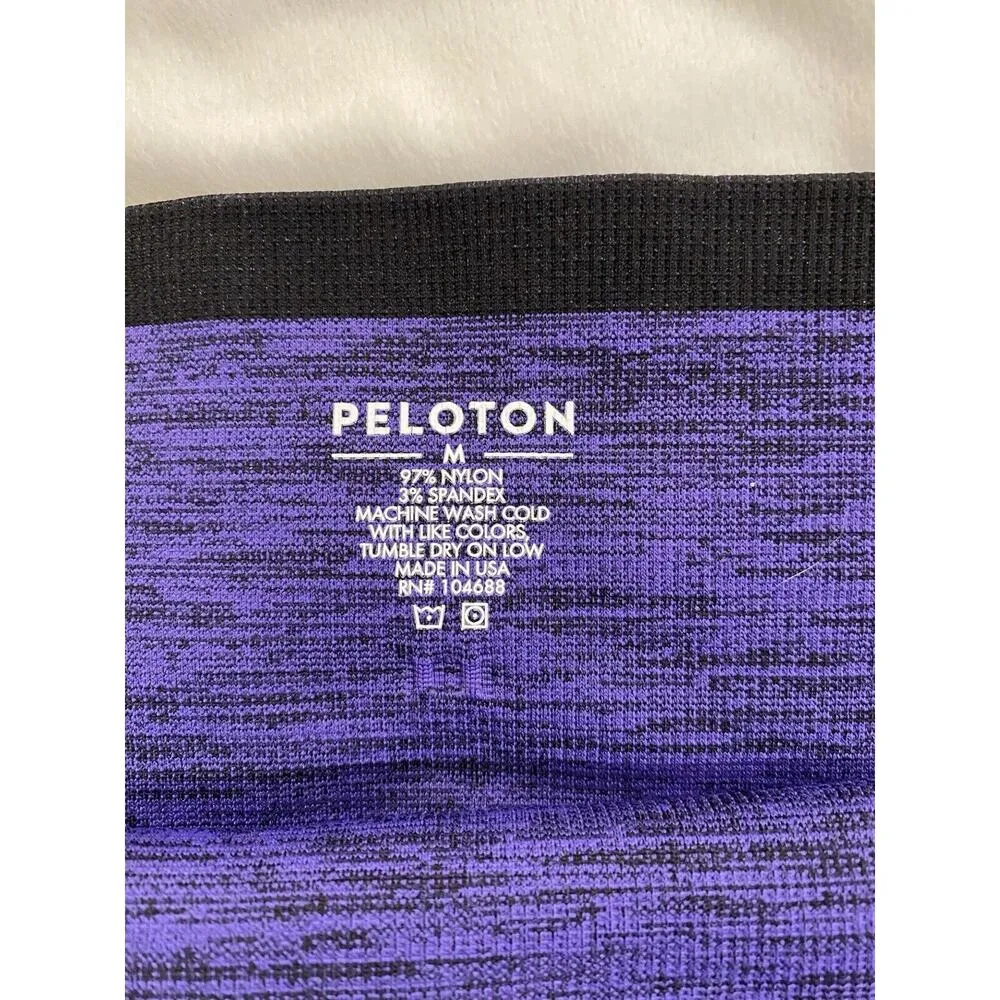 PELOTON
M
97% NYLON
3% SPANDEX
MACHINE WASH COLD
WITH LIKE COLORS,
TUMBLE DRY ON LOW
MADE IN USA
RN# 104688